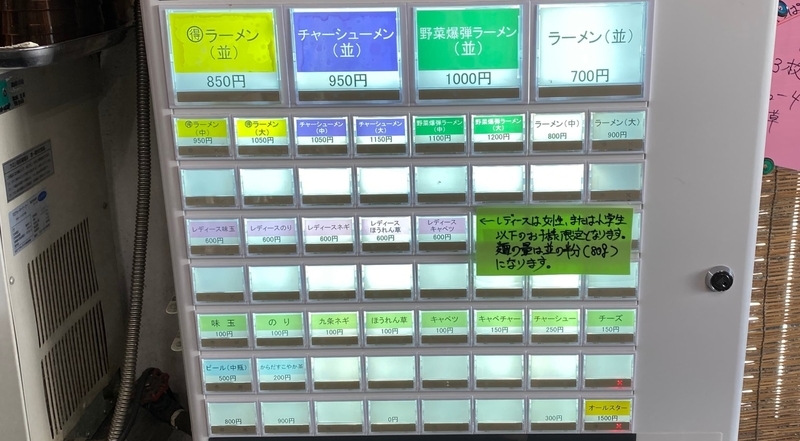 得ラーメン
(並)
850円
チャーシューメン
(並)
950円
野菜爆弾ラーメン
(並)
1000円
ラーメン(並)
700円
得ラーメン
(中)
950円
得ラーメン
(大)
1050円
チャーシューメン
(中)
1050円
チャーシューメン
(大)
1150円
野菜爆弾ラーメン
(中)
1100円
野菜爆弾ラーメン
(大)
1200円
ラーメン(中)
800円
ラーメン(大)
900円
レディース味玉
600円
レディースのり
600円
レディースネギ
600円
レディース
ほうれん草
600円
レディース
キャベツ
600円
←レディースは女性、または小学生
以下のお子様限定となります。
麺の量は並の半分(80g)
になります。
味玉
100円
のり
100円
九条ネギ
100円
ほうれん草
100円
キャベツ
100円
キャベチャー
150円
チャーシュー
250円
チーズ
150円
ビール(中瓶)
500円
からだすこやか茶
200円
800円
900円
0円
300円
オールスター
1500円